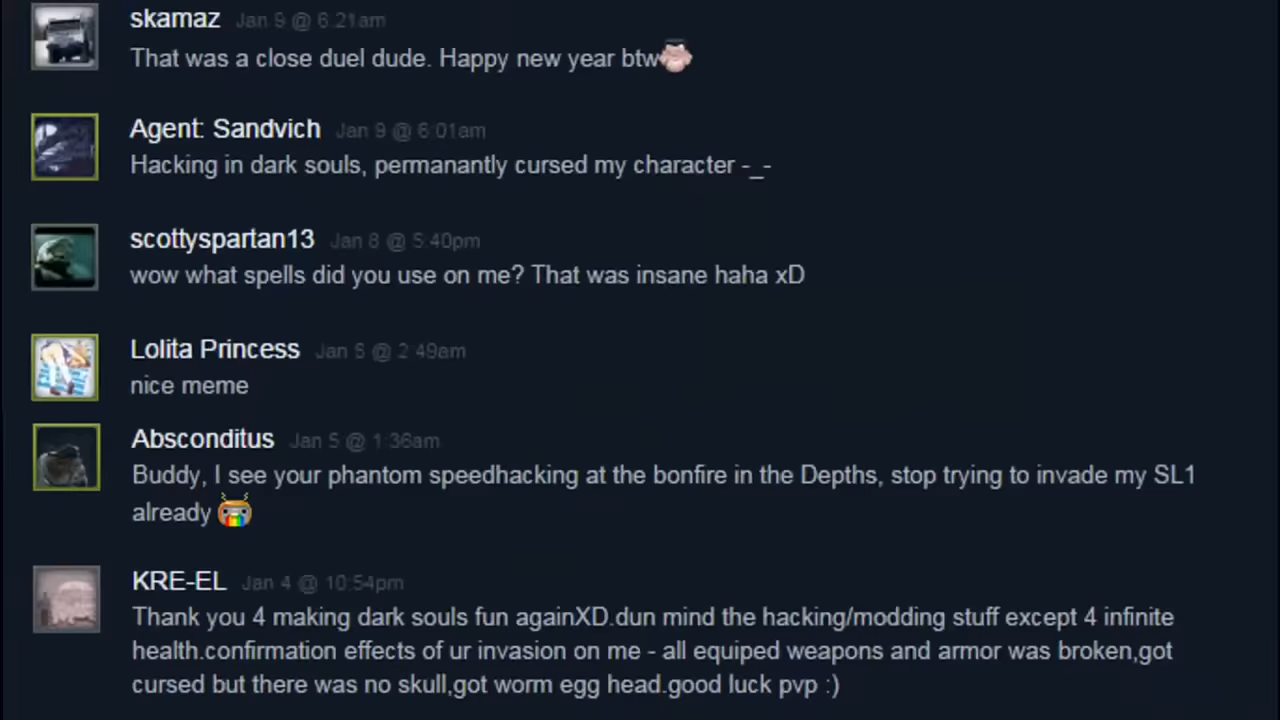 skamaz Jan 9 @ 6:21am
That was a close duel dude. Happy new year btw
Agent: Sandvich Jan 9 @ 6:01am
Hacking in dark souls, permanantly cursed my character -_-
scottyspartan13 Jan 8 @ 5:40pm
wow what spells did you use on me? That was insane haha xD
Lolita Princess Jan @ 2:49am
nice meme
Absconditus Jan 5 @ 1:36am
Buddy, I see your phantom speedhacking at the bonfire in the Depths, stop trying to invade my SL1
already
KRE-EL Jan 4 @ 10:54pm
Thank you 4 making dark souls fun againXD.dun mind the hacking/modding stuff except 4 infinite
health.confirmation effects of ur invasion on me - all equiped weapons and armor was broken,got
cursed but there was no skull,got worm egg head.good luck pvp :)